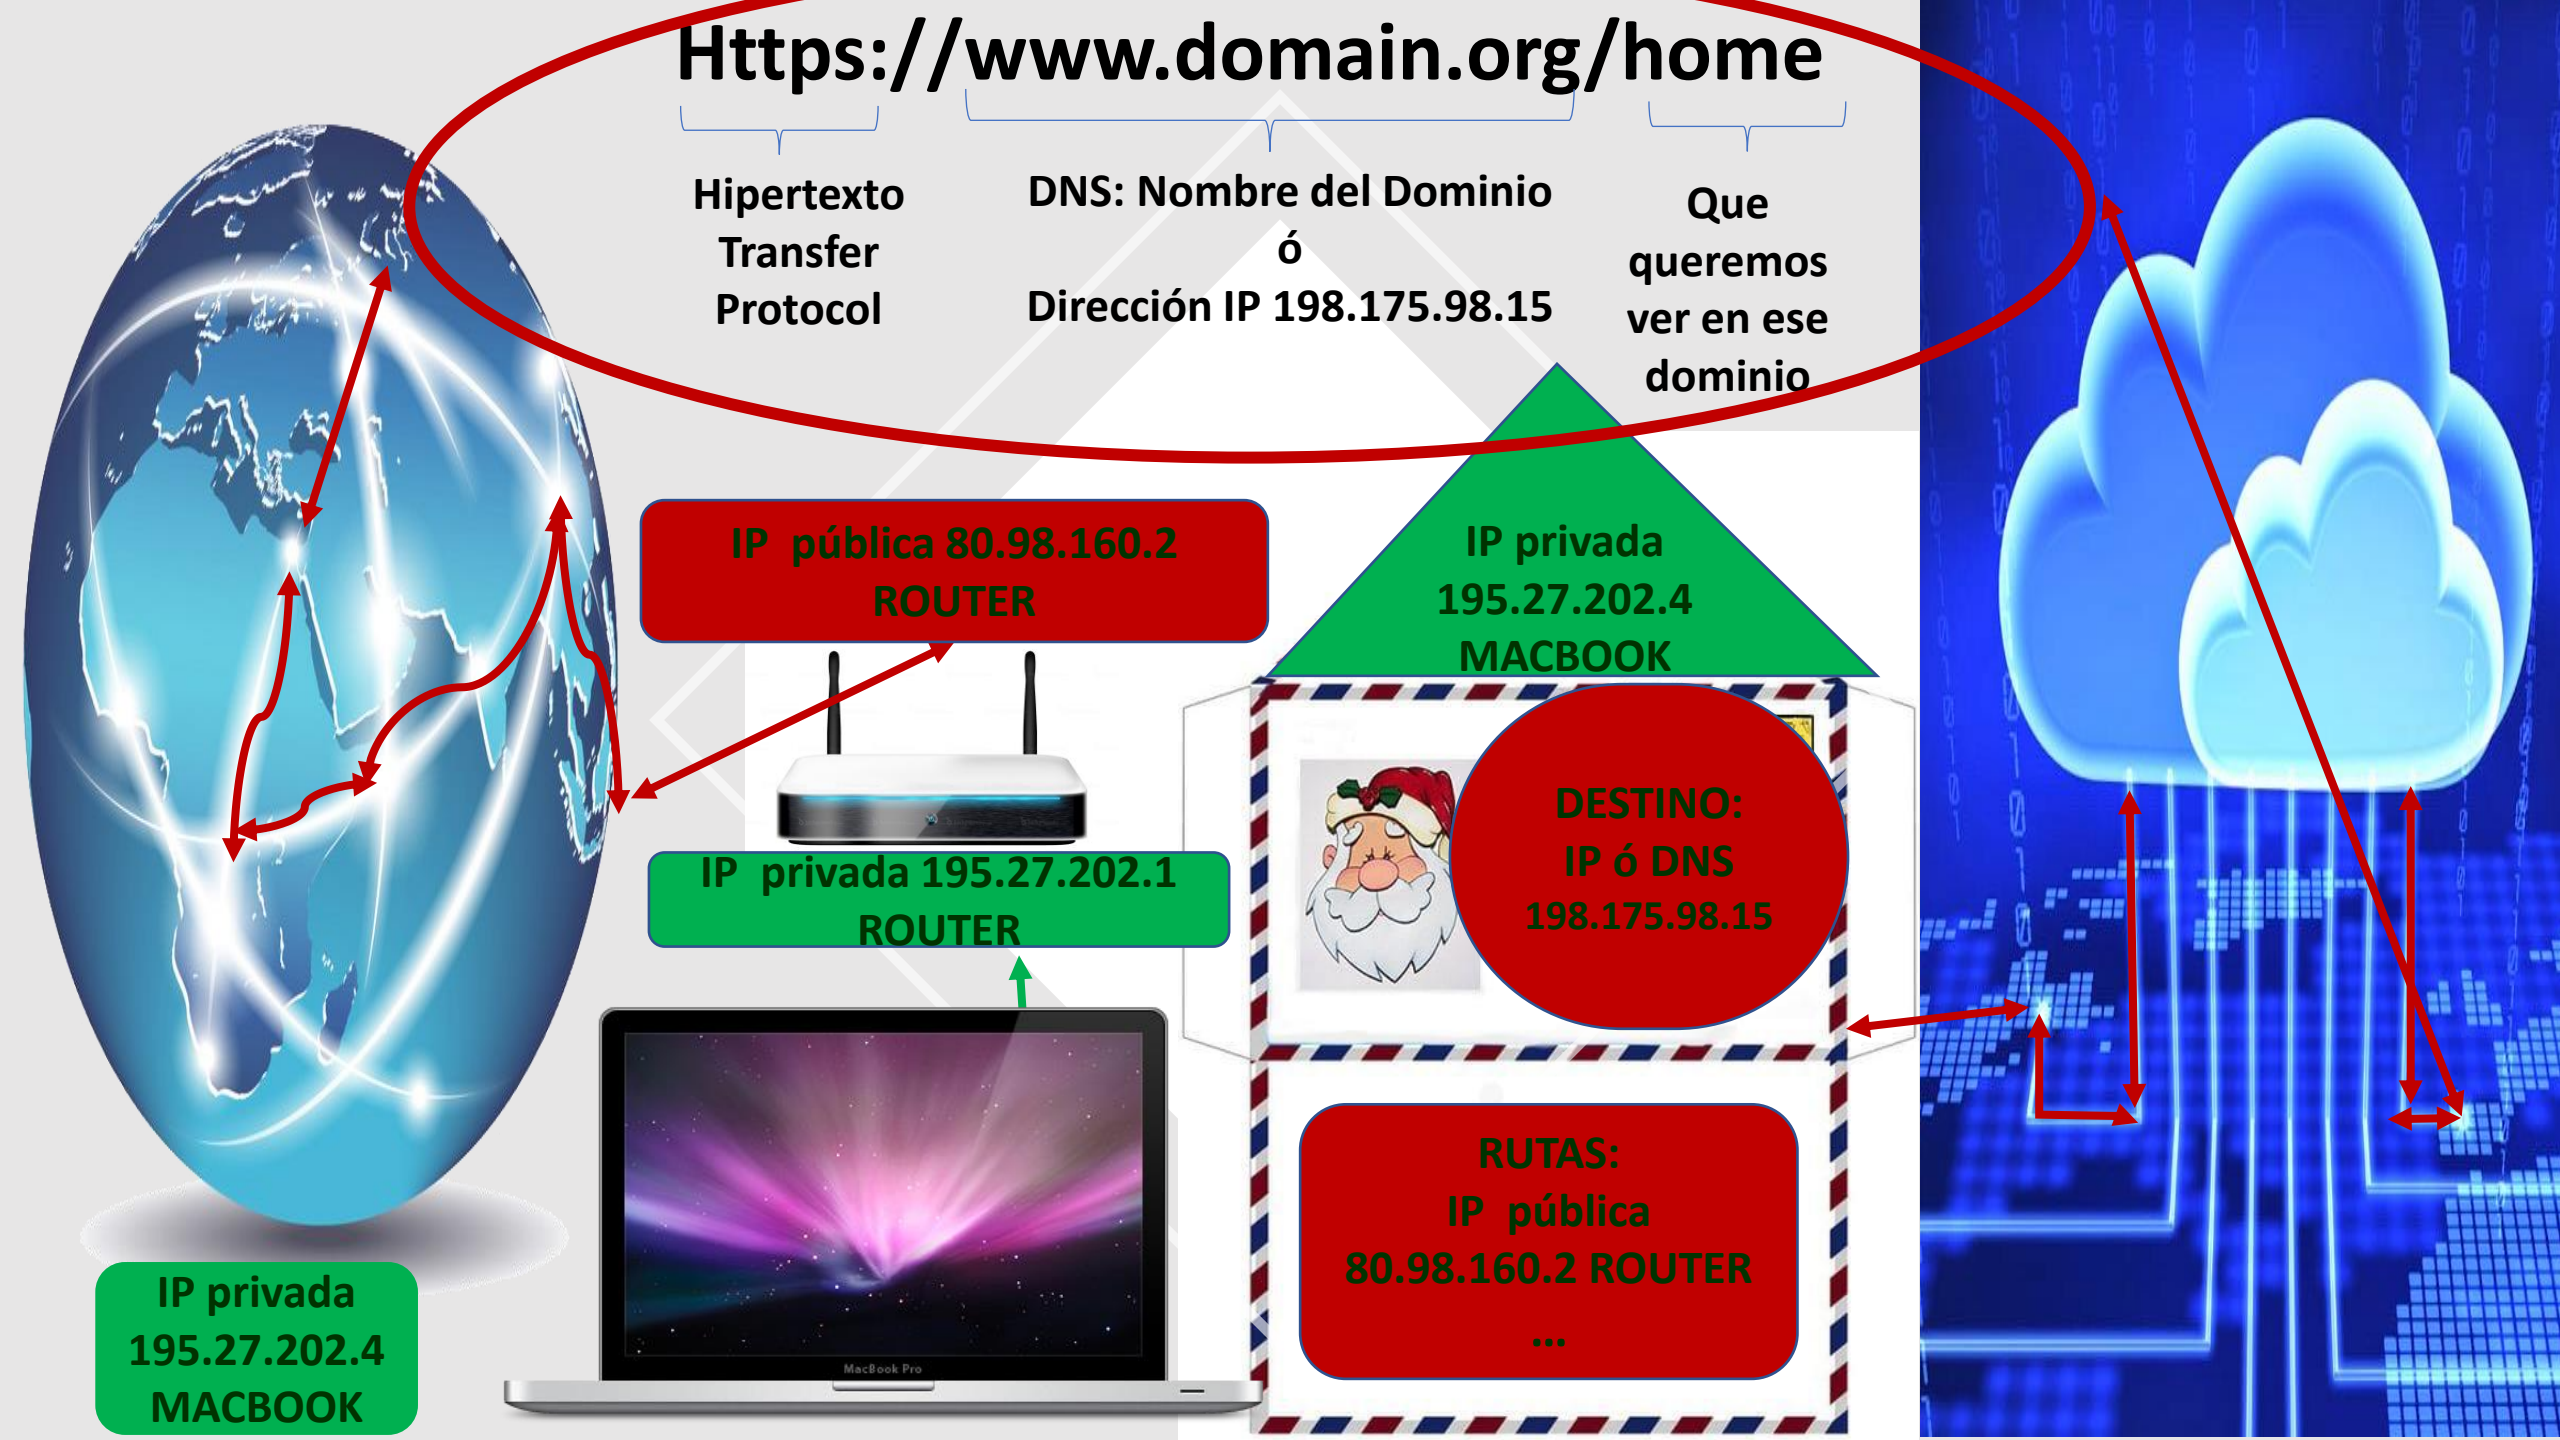 Https://www.domain.org/home
Hipertexto
Transfer
Protocol
DNS: Nombre del Dominio
ó
Dirección IP 198.175.98.15
Que
queremos
ver en ese
dominio
IP pública 80.98.160.2
ROUTER
IP privada
195.27.202.4
MACBOOK
IP privada 195.27.202.1
ROUTER
DESTINO:
IP ó DNS
198.175.98.15
RUTAS:
IP pública
80.98.160.2 ROUTER
...
MacBook Pro
IP privada
195.27.202.4
MACBOOK